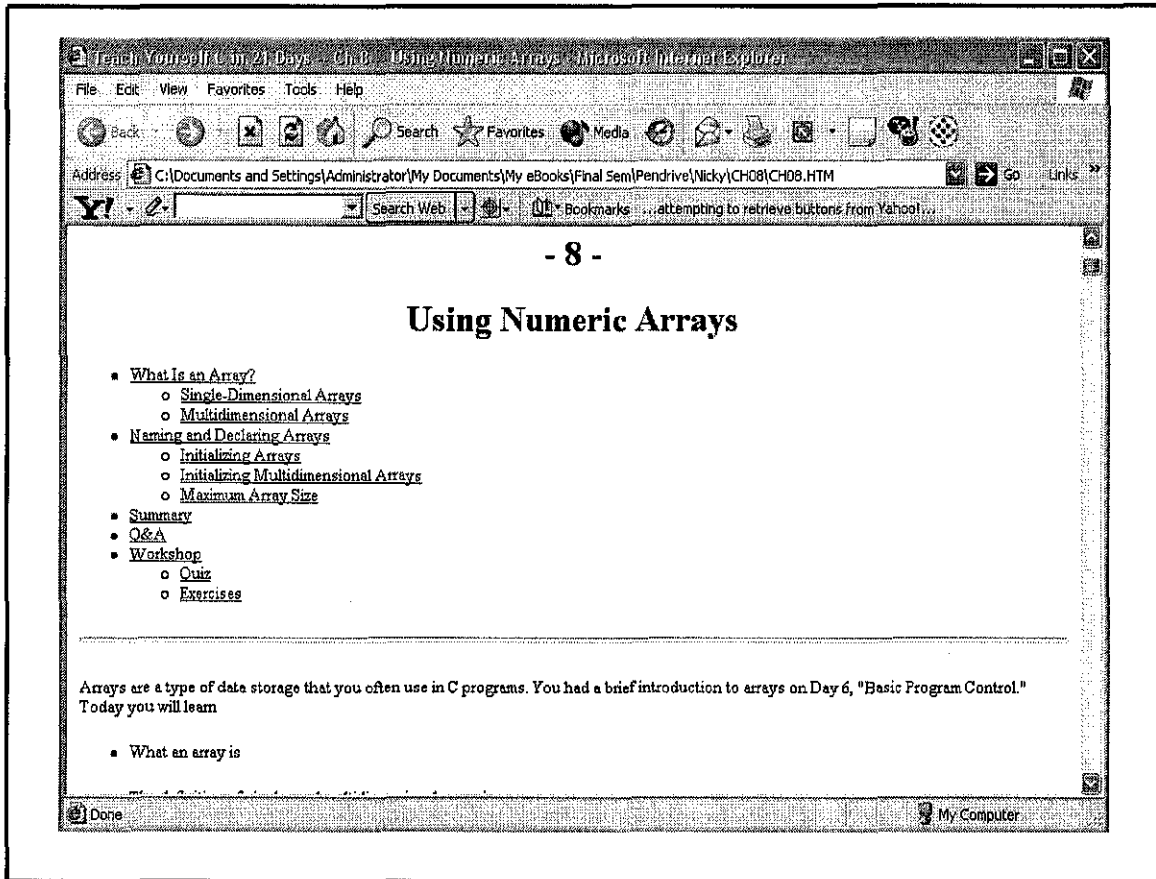 Teach Yourself C in 21 Days - Ch 8 - Using Numeric Arrays - Microsoft Internet Explorer
File Edit View Favorites Tools Help
Back Search Favorites Media
Address C:\Documents and Settings\Administrator\My Documents\My eBooks\Final Sem\Pendrive\Nicky\CH08\CH08.HTM Go Links »
Y! Search Web Bookmarks ...attempting to retrieve buttons from Yahoo!...
- 8 -
Using Numeric Arrays
What Is an Array?
Single-Dimensional Arrays
Multidimensional Arrays
Naming and Declaring Arrays
Initializing Arrays
Initializing Multidimensional Arrays
Maximum Array Size
Summary
Q&A
Workshop
Quiz
Exercises
Arrays are a type of data storage that you often use in C programs. You had a brief introduction to arrays on Day 6, "Basic Program Control."
Today you will learn
What an array is
Done My Computer